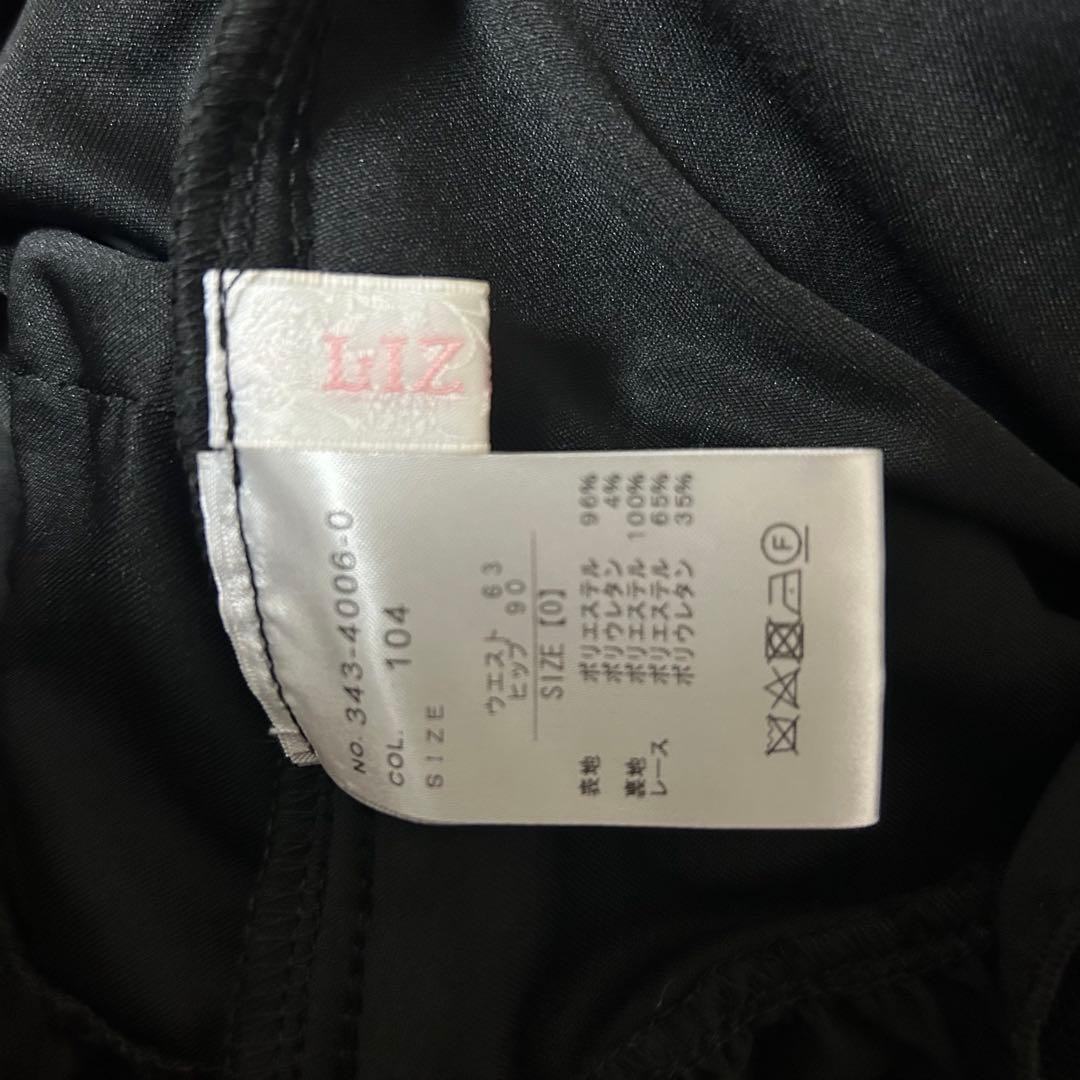 LIZ
NO. 343-4006-0
COL. 104
SIZE
ウエスト 63
ヒップ 90
SIZE [0]
表地 ポリエステル 96%
ポリウレタン 4%
裏地 ポリエステル 100%
レース ポリエステル 65%
ポリウレタン 35%
F